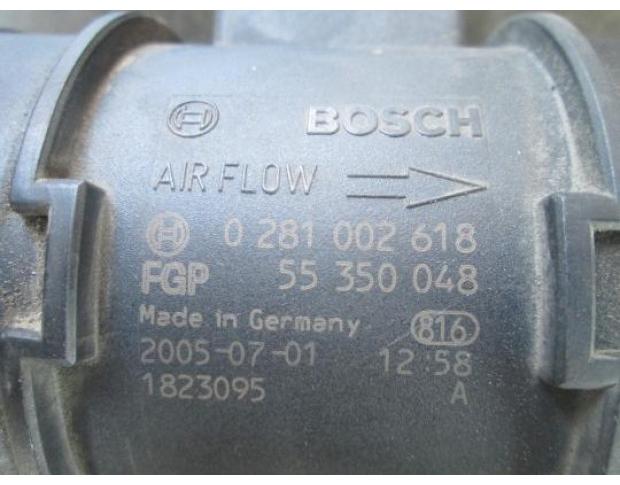 BOSCH
AIR FLOW
0 281 002 618
FGP 55 350 048
Made in Germany 816
2005-07-01 12:58
1823095 A